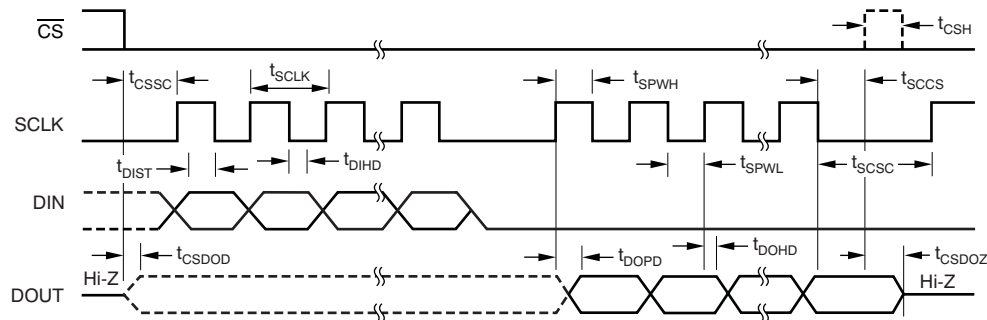 CS
tCSH
tCSSC
tSCLK
tSPWH
tSCCS
SCLK
tDIST
tDIHD
tSPWL
tSCSC
DIN
tCSDOD
tDOPD
tDOHD
tCSDOZ
Hi-Z
Hi-Z
DOUT